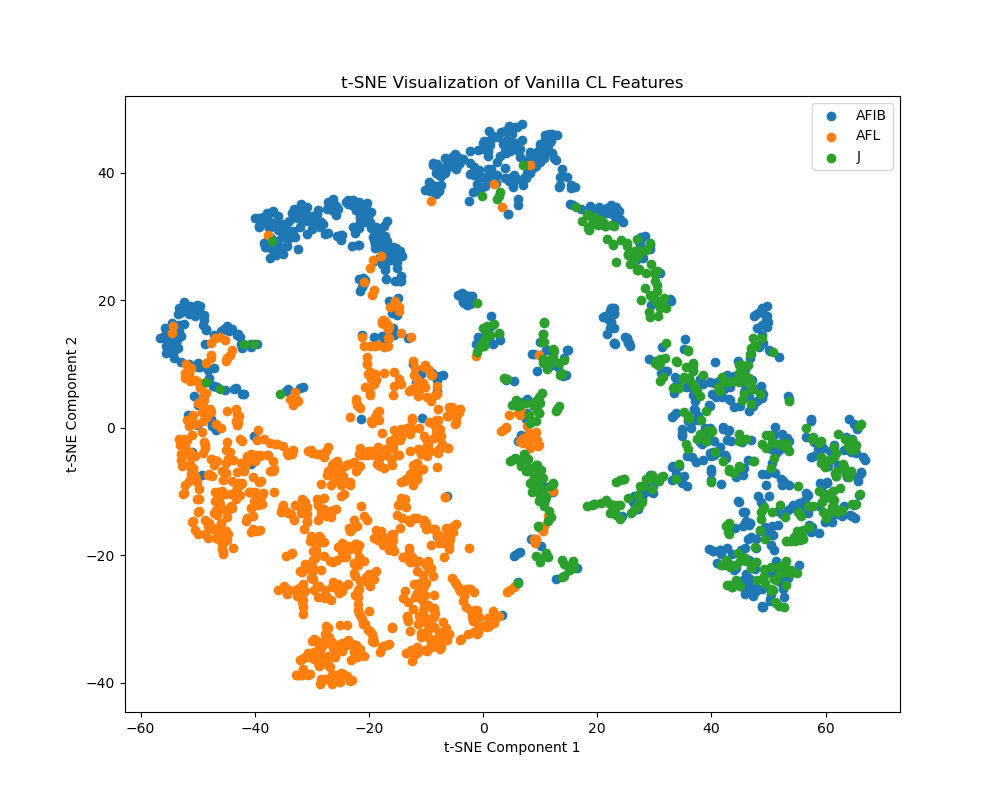 t-SNE Visualization of Vanilla CL Features
AFIB
AFL
J
40
20
0
−20
−40
t-SNE Component 2
−60
−40
−20
0
20
40
60
t-SNE Component 1